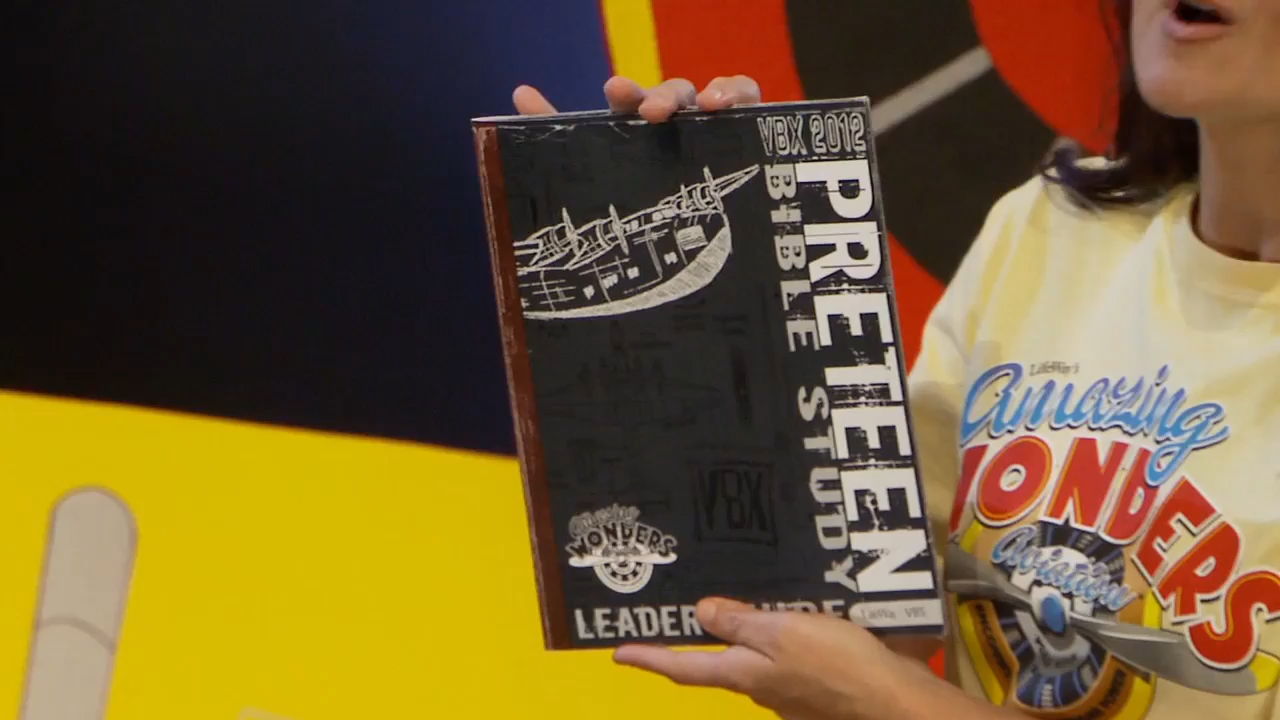 VBX 2012
PRETEEN
BIBLE STUDY
VBX
Amazing
WONDERS
LEADER
LifeWay VBS
LifeWay's
Amazing
WONDERS
Aviation